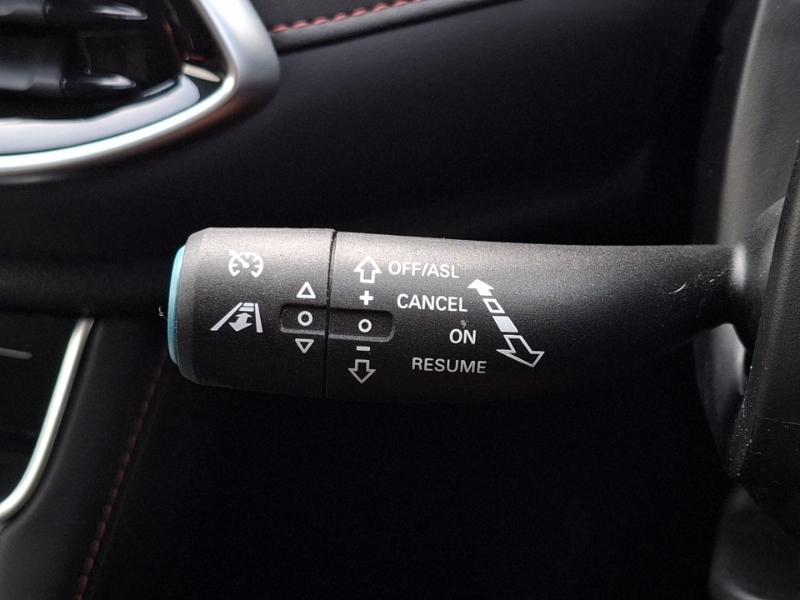 OFF/ASL
+ CANCEL
ON
- RESUME